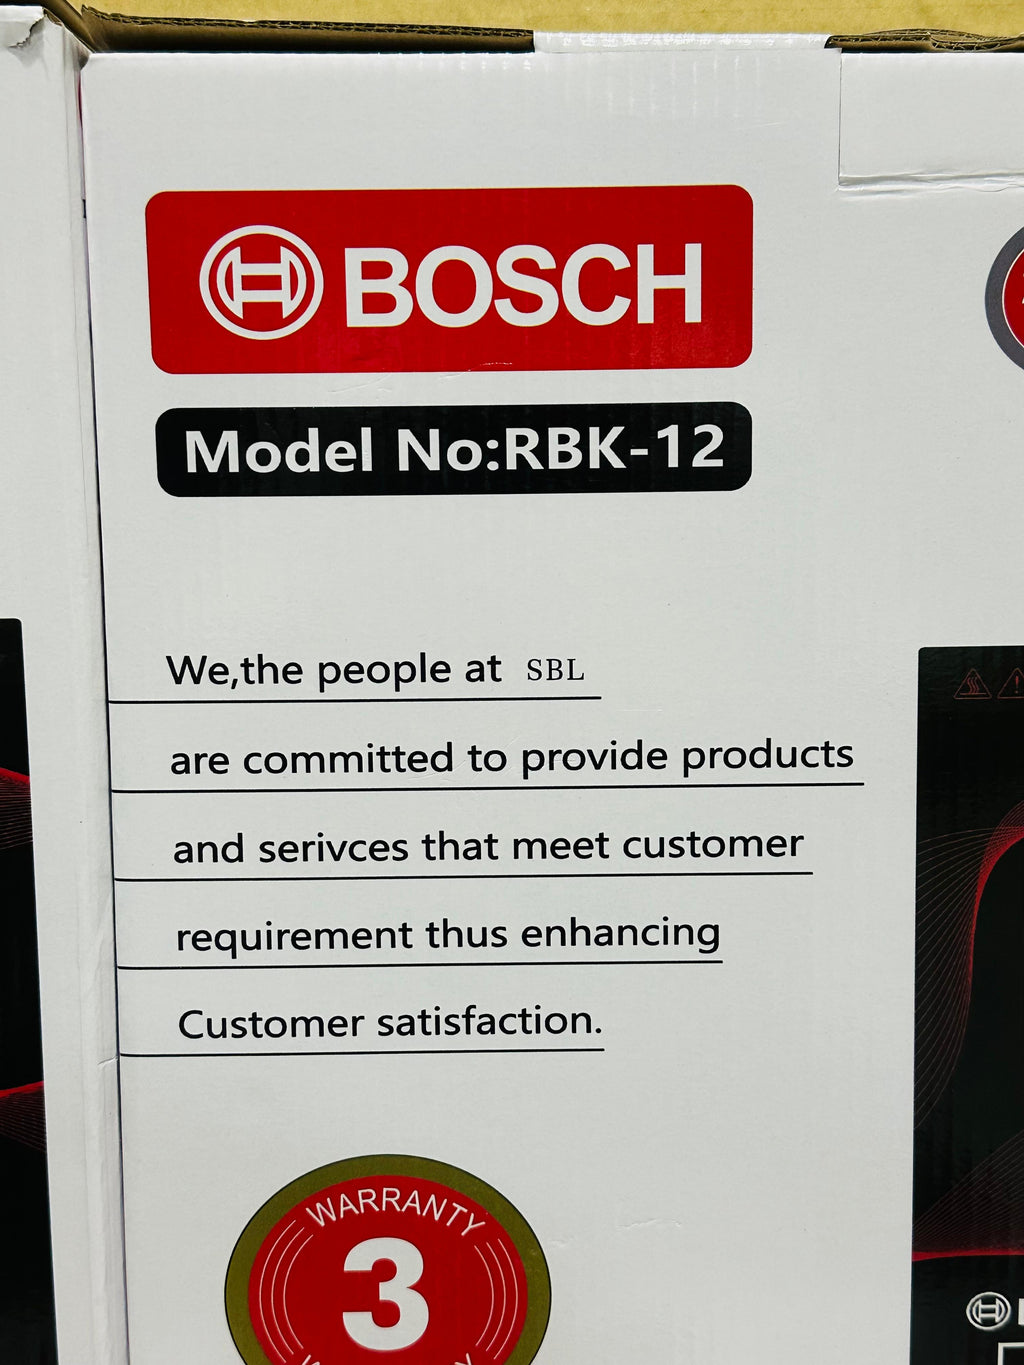 BOSCH
Model No:RBK-12
We,the people at SBL
are committed to provide products
and serivces that meet customer
requirement thus enhancing
Customer satisfaction.
WARRANTY
3